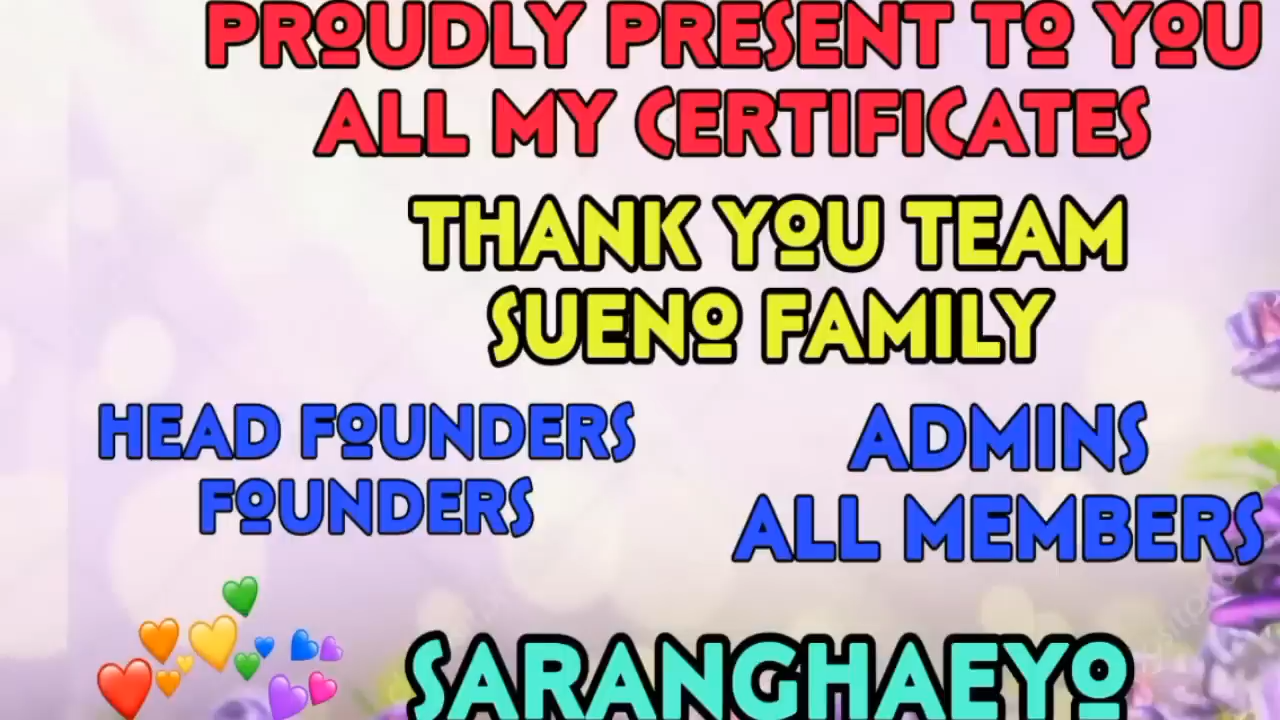 PROUDLY PRESENT TO YOU
ALL MY CERTIFICATES
THANK YOU TEAM
SUENO FAMILY
HEAD FOUNDERS
FOUNDERS
ADMINS
ALL MEMBERS
SARANGHAEYO